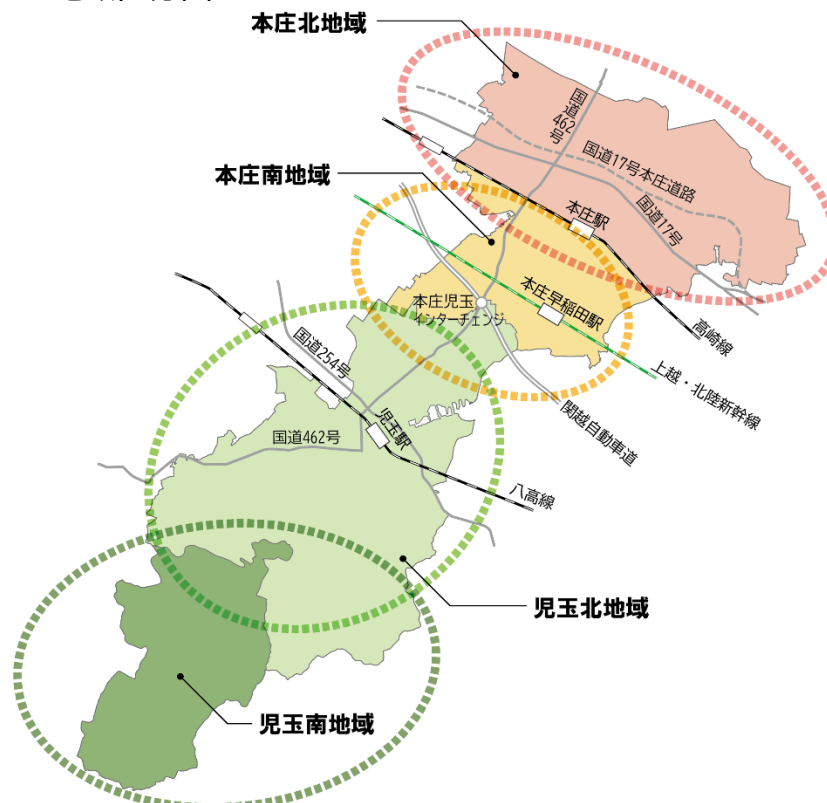 本庄北地域
国道462号
国道17号本庄道路
本庄南地域
本庄駅
国道17号
本庄早稲田駅
本庄児玉
インターチェンジ
高崎線
国道254号
上越・北陸新幹線
児玉駅
関越自動車道
国道462号
八高線
児玉北地域
児玉南地域